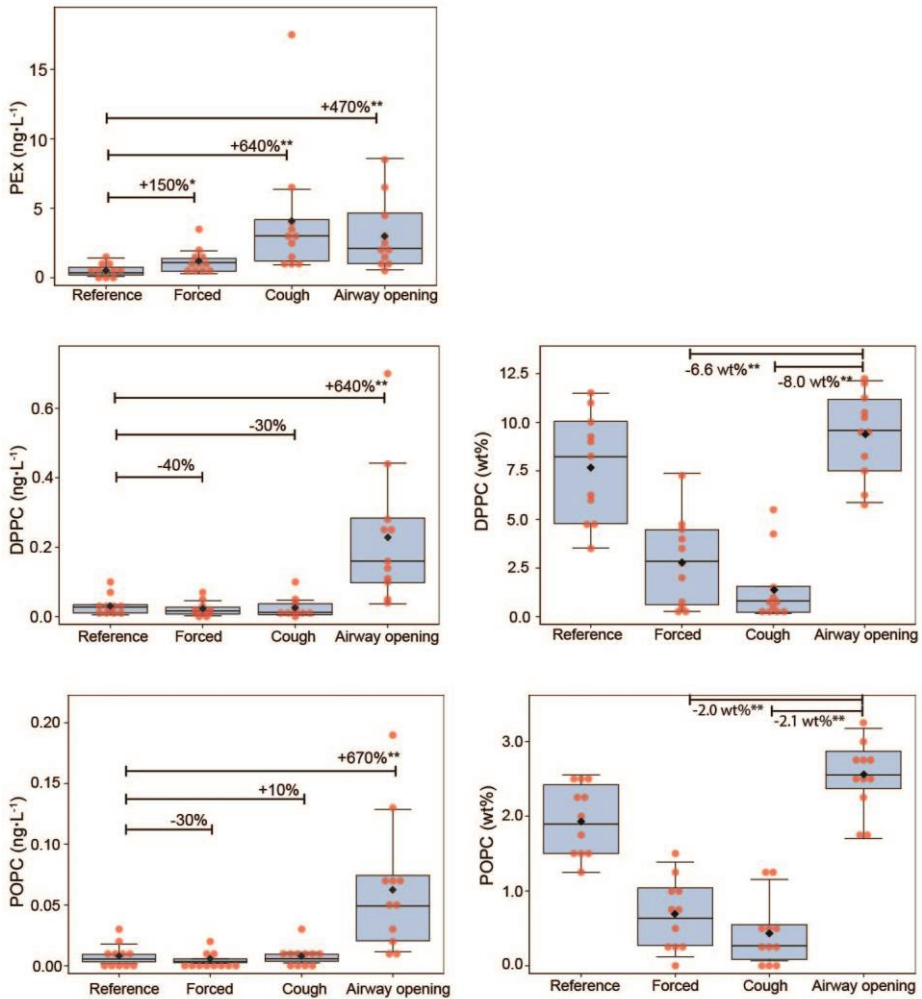 PEx (ng·L⁻¹)
15
10
5
0
+470%**
+640%**
+150%*
Reference Forced Cough Airway opening
DPPC (ng·L⁻¹)
0.6
0.4
0.2
0.0
+640%**
-30%
-40%
Reference Forced Cough Airway opening
DPPC (wt%)
12.5
10.0
7.5
5.0
2.5
0.0
-6.6 wt%**
-8.0 wt%**
Reference Forced Cough Airway opening
POPC (ng·L⁻¹)
0.20
0.15
0.10
0.05
0.00
+670%**
+10%
-30%
Reference Forced Cough Airway opening
POPC (wt%)
3.0
2.0
1.0
0.0
-2.0 wt%**
-2.1 wt%**
Reference Forced Cough Airway opening